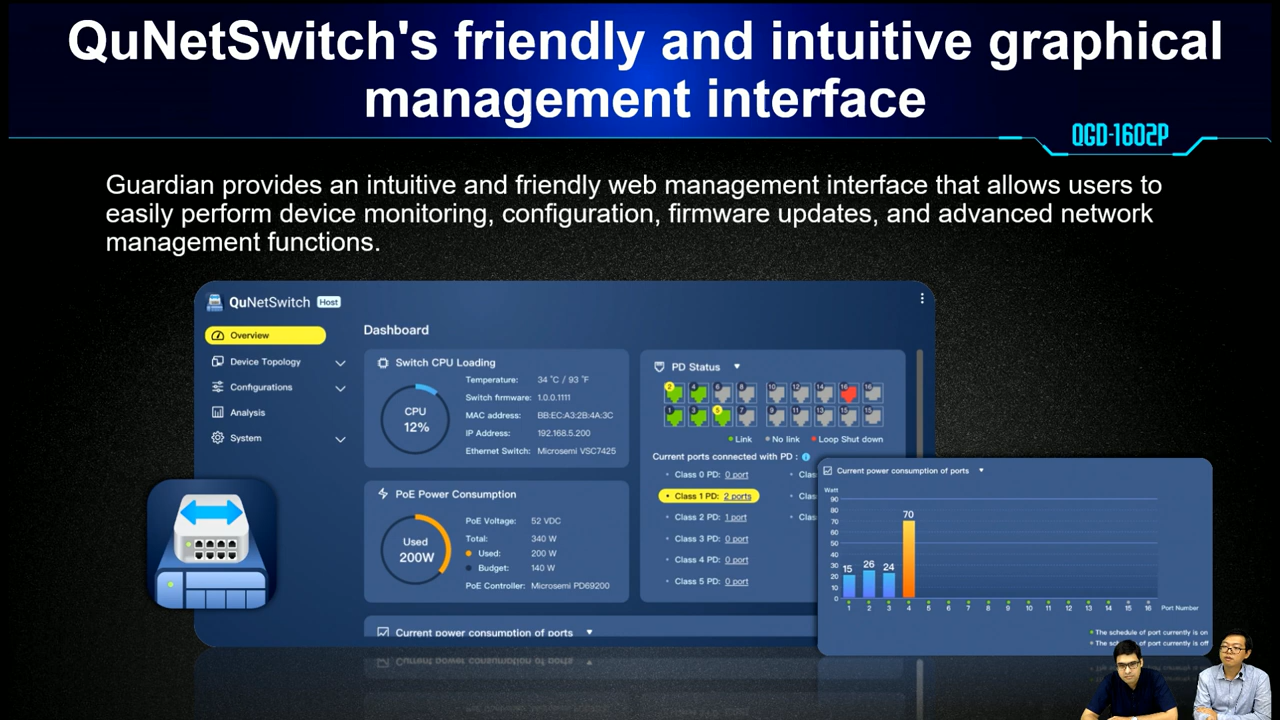 QuNetSwitch's friendly and intuitive graphical
management interface
QGD-1602P
Guardian provides an intuitive and friendly web management interface that allows users to
easily perform device monitoring, configuration, firmware updates, and advanced network
management functions.
QuNetSwitch Host
Overview
Device Topology
Configurations
Analysis
System
Dashboard
Switch CPU Loading
CPU
12%
Temperature: 34 °C / 93 °F
Switch firmware: 1.0.0.1111
MAC address: BB:EC:A3:2B:4A:3C
IP Address: 192.168.5.200
Ethernet Switch: Microsemi VSC7425
PoE Power Consumption
Used
200W
PoE Voltage: 52 VDC
Total: 340 W
Used: 200 W
Budget: 140 W
PoE Controller: Microsemi PD69200
Current power consumption of ports
PD Status
Link No link Loop Shut down
Current ports connected with PD :
Class 0 PD: 0 port
Class 1 PD: 2 ports
Class 2 PD: 1 port
Class 3 PD: 0 port
Class 4 PD: 0 port
Class 5 PD: 0 port
Current power consumption of ports
Watt
90
80
70
60
50
40
30
20
10
0
15 26 24 70
1 2 3 4 5 6 7 8 9 10 11 12 13 14 15 16 Port Number
The schedule of port currently is on
The schedule of port currently is off